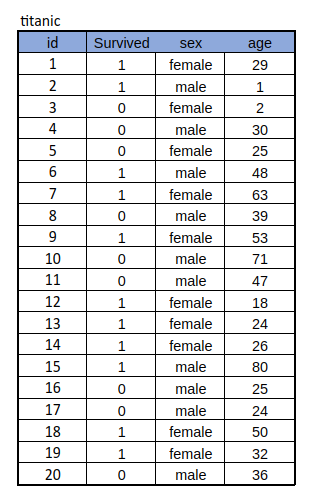 titanic
id Survived sex age
1 1 female 29
2 1 male 1
3 0 female 2
4 0 male 30
5 0 female 25
6 1 male 48
7 1 female 63
8 0 male 39
9 1 female 53
10 0 male 71
11 0 male 47
12 1 female 18
13 1 female 24
14 1 female 26
15 1 male 80
16 0 male 25
17 0 male 24
18 1 female 50
19 1 female 32
20 0 male 36